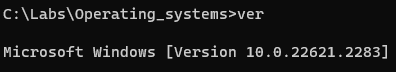 C:\Labs\Operating_systems>ver
Microsoft Windows [Version 10.0.22621.2283]